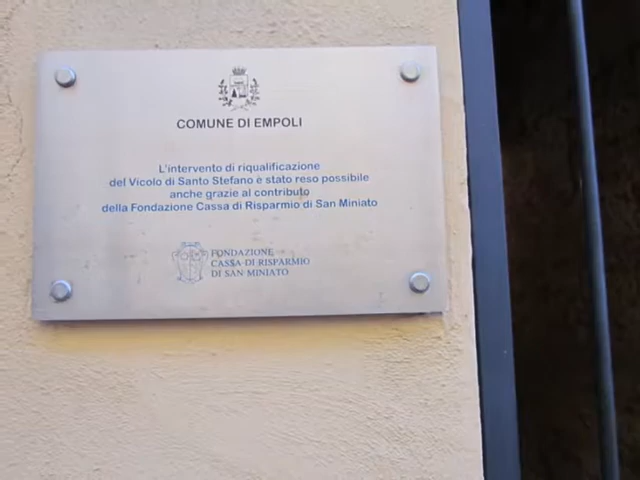 COMUNE DI EMPOLI
L'intervento di riqualificazione
del Vicolo di Santo Stefano è stato reso possibile
anche grazie al contributo
della Fondazione Cassa di Risparmio di San Miniato
FONDAZIONE
CASSA DI RISPARMIO
DI SAN MINIATO